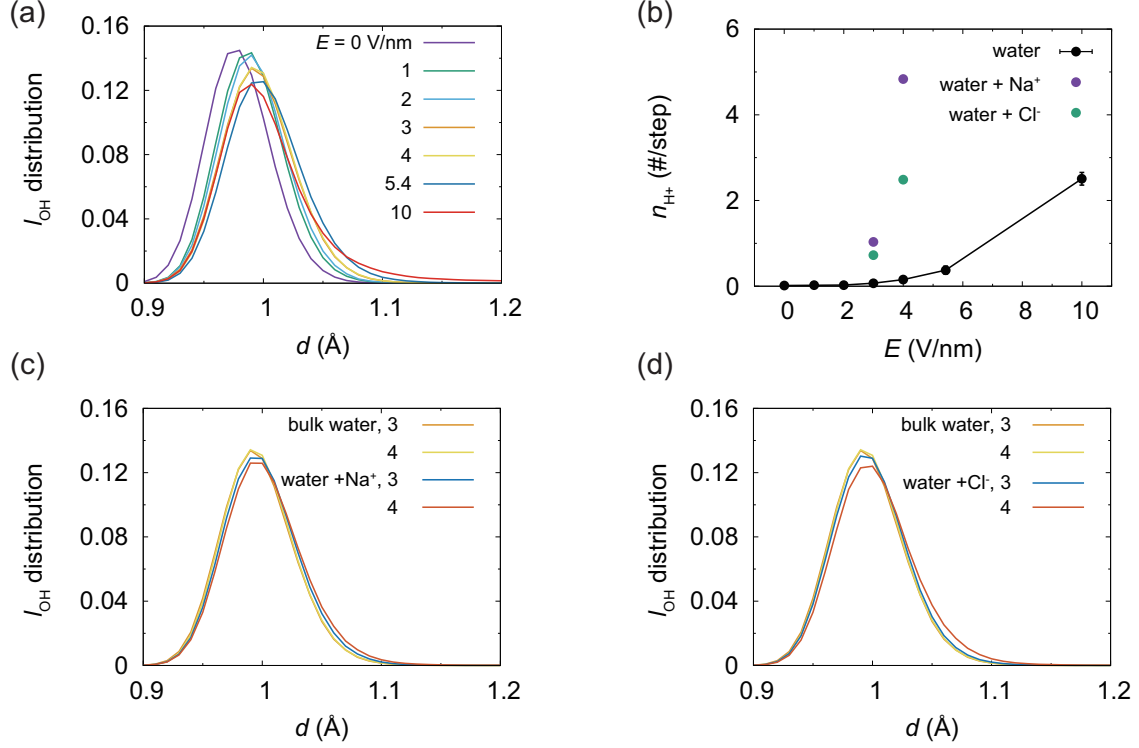 (a)
0.16
0.12
0.08
0.04
0
l_OH distribution
E = 0 V/nm
1
2
3
4
5.4
10
0.9
1
1.1
1.2
d (Å)
(b)
6
4
2
0
n_H+ (#/step)
water
water + Na⁺
water + Cl⁻
0
2
4
6
8
10
E (V/nm)
(c)
0.16
0.12
0.08
0.04
0
l_OH distribution
bulk water, 3
4
water +Na⁺, 3
4
0.9
1
1.1
1.2
d (Å)
(d)
0.16
0.12
0.08
0.04
0
l_OH distribution
bulk water, 3
4
water +Cl⁻, 3
4
0.9
1
1.1
1.2
d (Å)